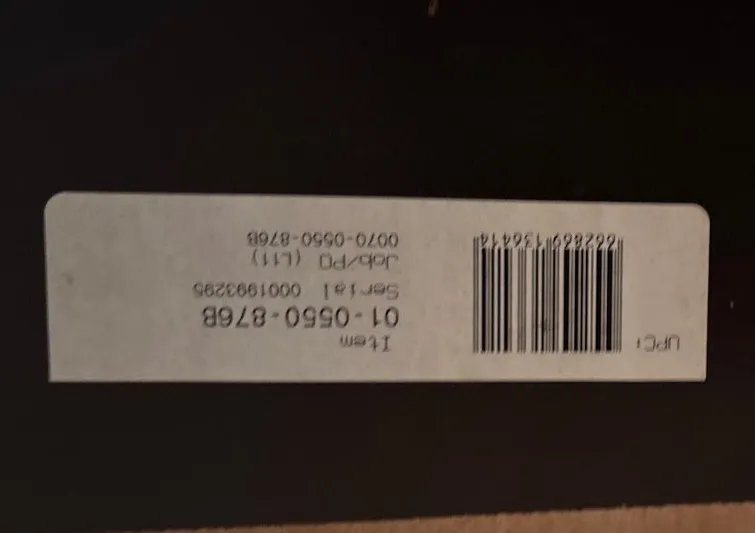 UPC:
662869136414
Item
01-0550-876B
Serial 0001993295
Job/PO (L11)
0070-0550-876B